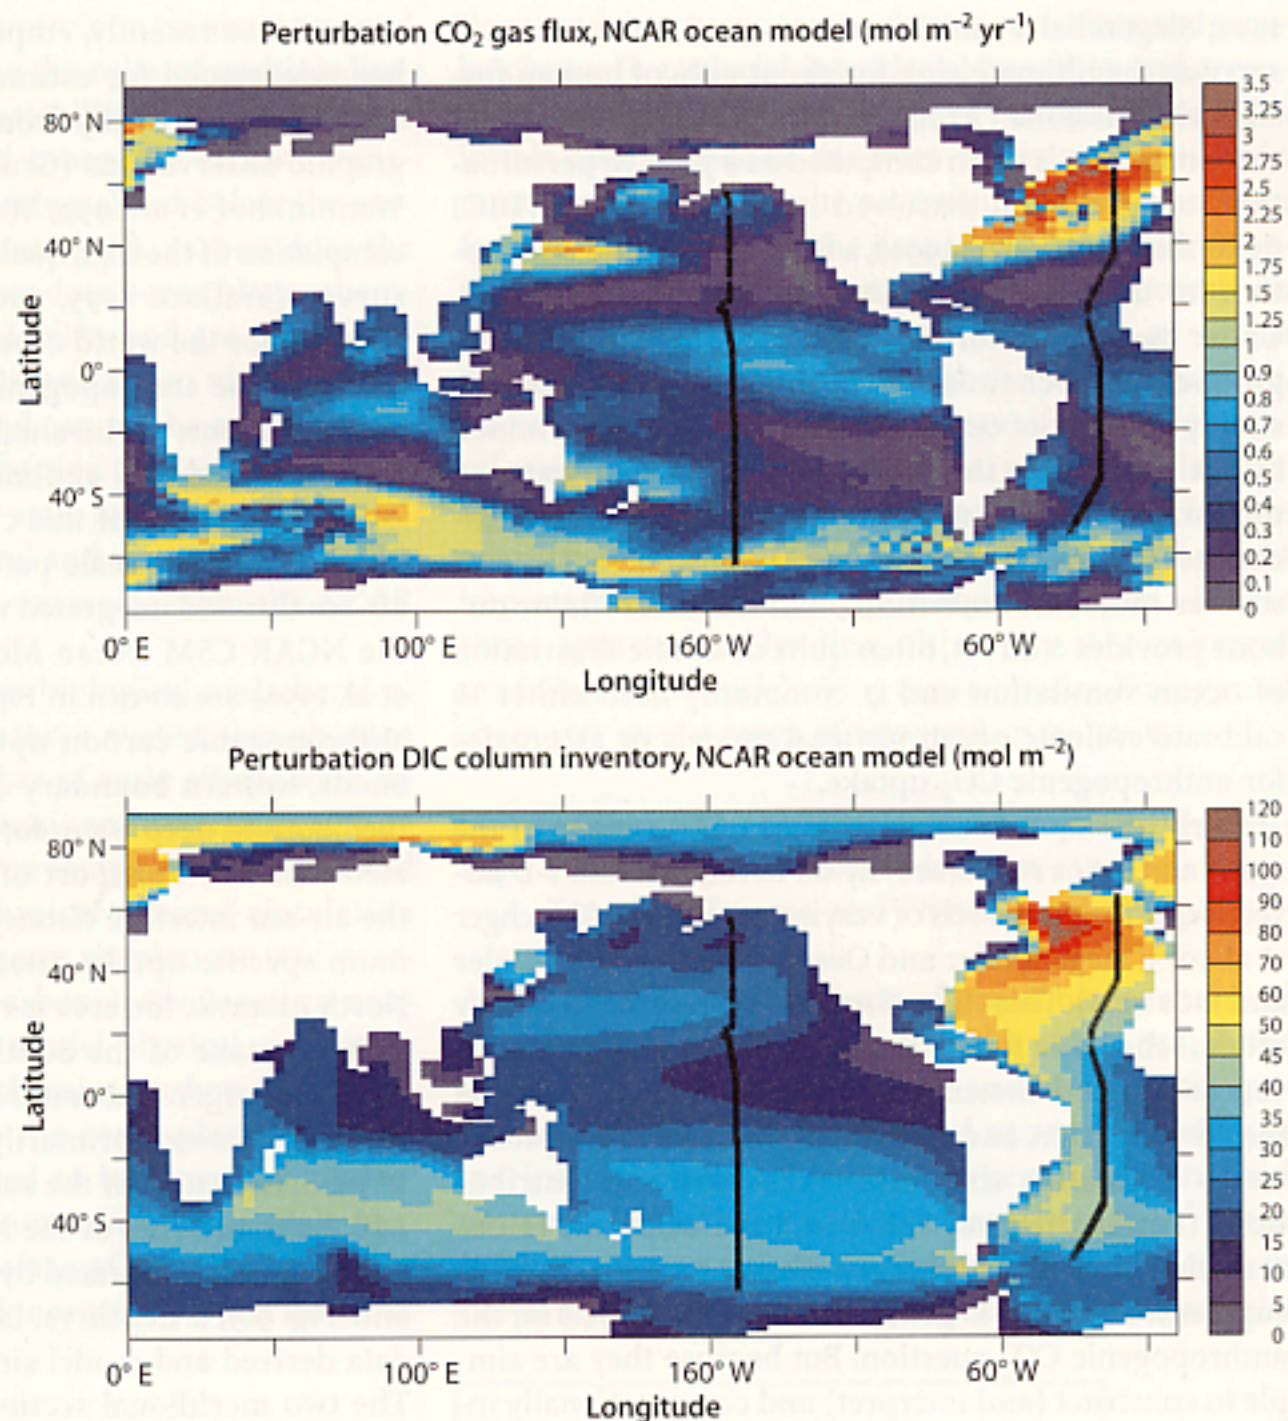 Perturbation CO₂ gas flux, NCAR ocean model (mol m⁻² yr⁻¹)
80° N
40° N
0°
40° S
Latitude
0° E
100° E
160° W
60° W
Longitude
3.5
3.25
3
2.75
2.5
2.25
2
1.75
1.5
1.25
1
0.9
0.8
0.7
0.6
0.5
0.4
0.3
0.2
0.1
0
Perturbation DIC column inventory, NCAR ocean model (mol m⁻²)
80° N
40° N
0°
40° S
Latitude
0° E
100° E
160° W
60° W
Longitude
120
110
100
90
80
70
60
50
45
40
35
30
25
20
15
10
5
0